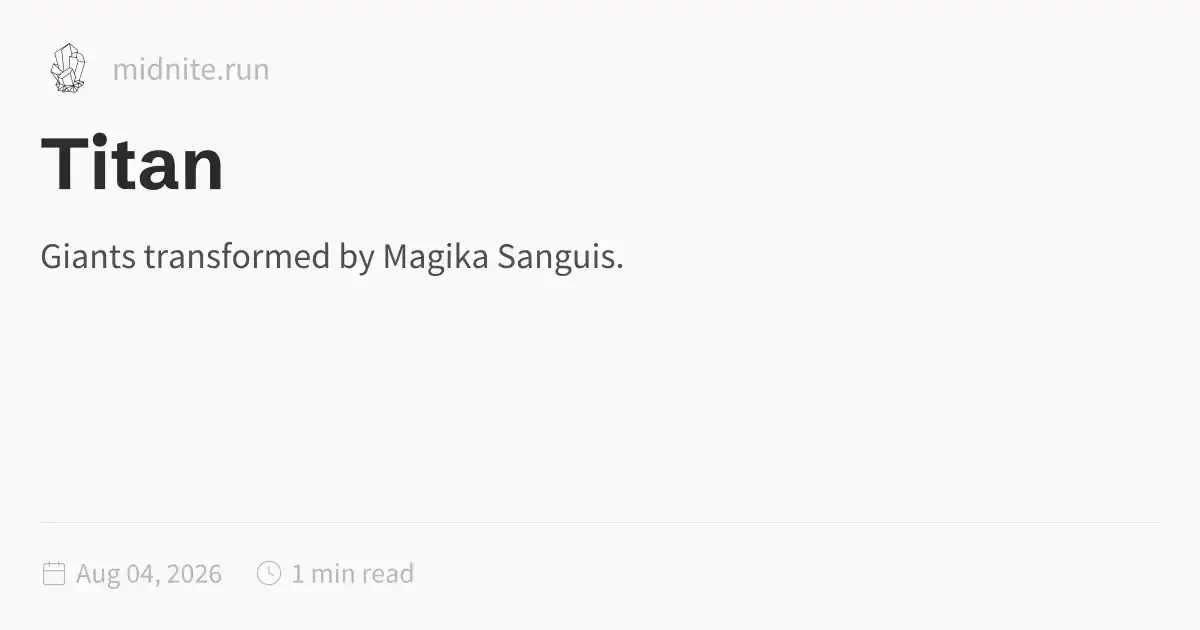 midnite.run
Titan
Giants transformed by Magika Sanguis.
Aug 04, 2026 1 min read